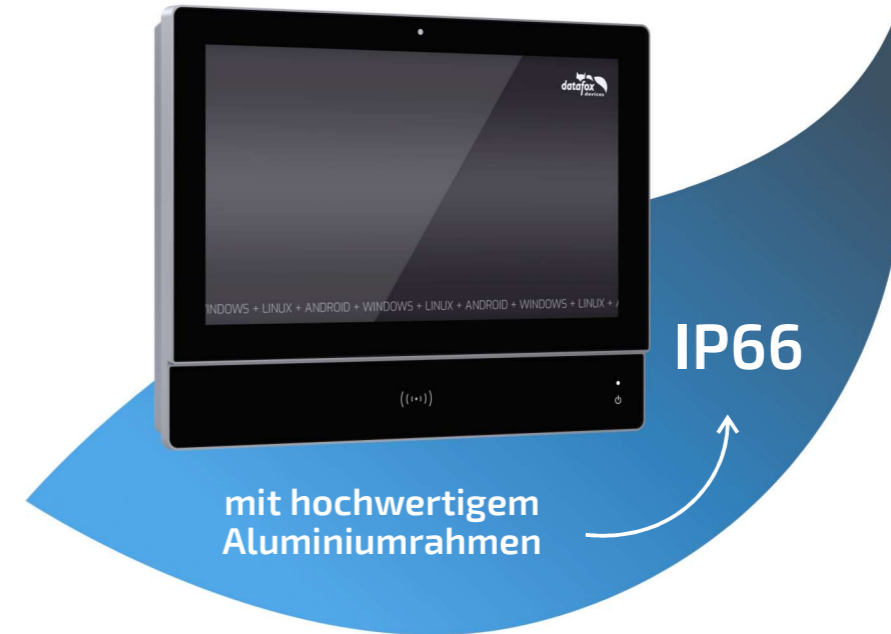 datafox
devices
INDOWS + LINUX + ANDROID + WINDOWS + LINUX + ANDROID + WINDOWS + LINUX +
IP66
mit hochwertigem
Aluminiumrahmen